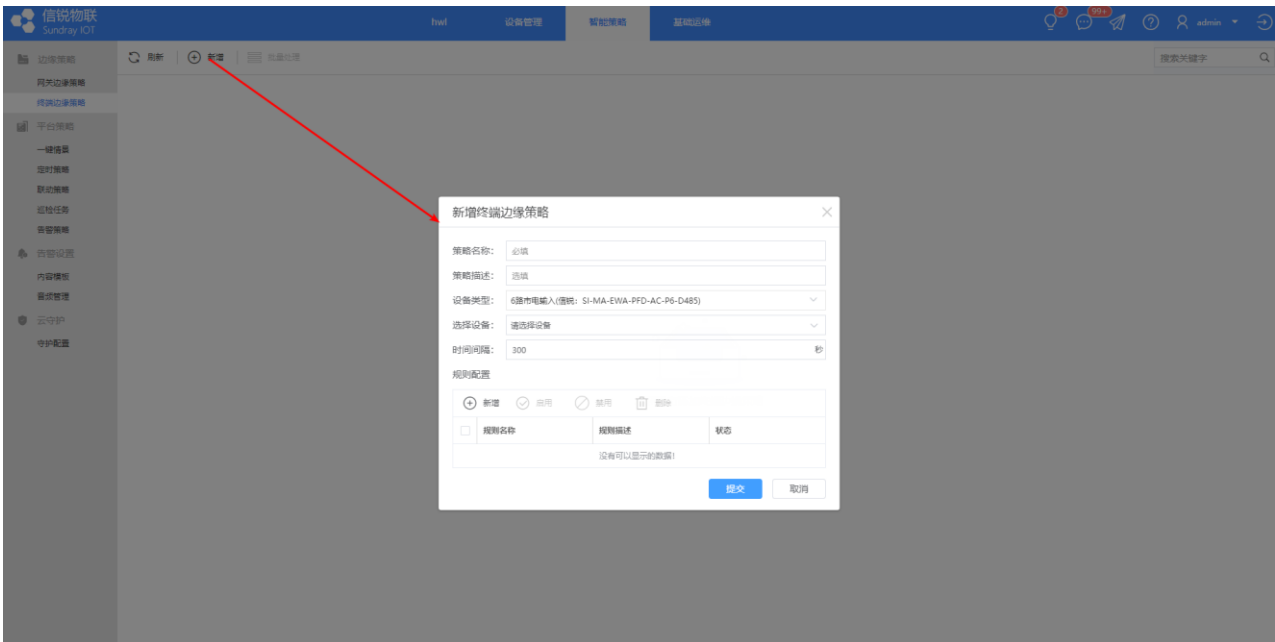 信锐物联
Sundray IOT
hwl 设备管理 智能策略 基础运维
2 99+ admin
边缘策略
网关边缘策略
终端边缘策略
平台策略
一键情景
定时策略
联动策略
巡检任务
告警策略
告警设置
内容模板
音频管理
云守护
守护配置
刷新 新增 批量处理
搜索关键字
新增终端边缘策略
策略名称: 必填
策略描述: 选填
设备类型: 6路市电输入(信锐: SI-MA-EWA-PFD-AC-P6-D485)
选择设备: 请选择设备
时间间隔: 300 秒
规则配置
新增 启用 禁用 删除
规则名称 规则描述 状态
没有可以显示的数据!
提交 取消